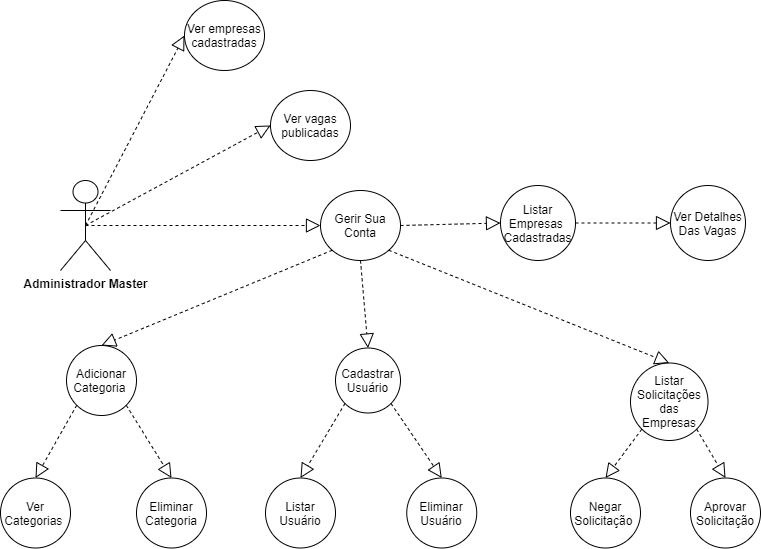 Ver empresas
cadastradas
Ver vagas
publicadas
Gerir Sua
Conta
Listar
Empresas
Cadastradas
Ver Detalhes
Das Vagas
Administrador Master
Adicionar
Categoria
Cadastrar
Usuário
Listar
Solicitações
das
Empresas
Ver
Categorias
Eliminar
Categoria
Listar
Usuário
Eliminar
Usuário
Negar
Solicitação
Aprovar
Solicitação